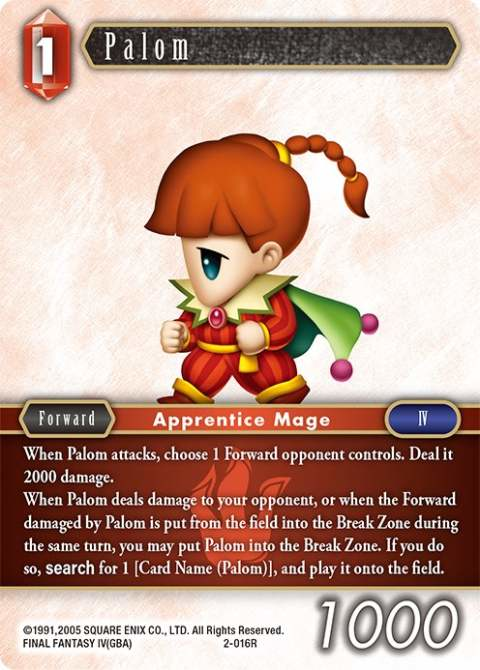 1
Palom
Forward
Apprentice Mage
IV
When Palom attacks, choose 1 Forward opponent controls. Deal it
2000 damage.
When Palom deals damage to your opponent, or when the Forward
damaged by Palom is put from the field into the Break Zone during
the same turn, you may put Palom into the Break Zone. If you do
so, search for 1 [Card Name (Palom)], and play it onto the field.
©1991,2005 SQUARE ENIX CO., LTD. All Rights Reserved.
FINAL FANTASY IV(GBA)
2-016R
1000